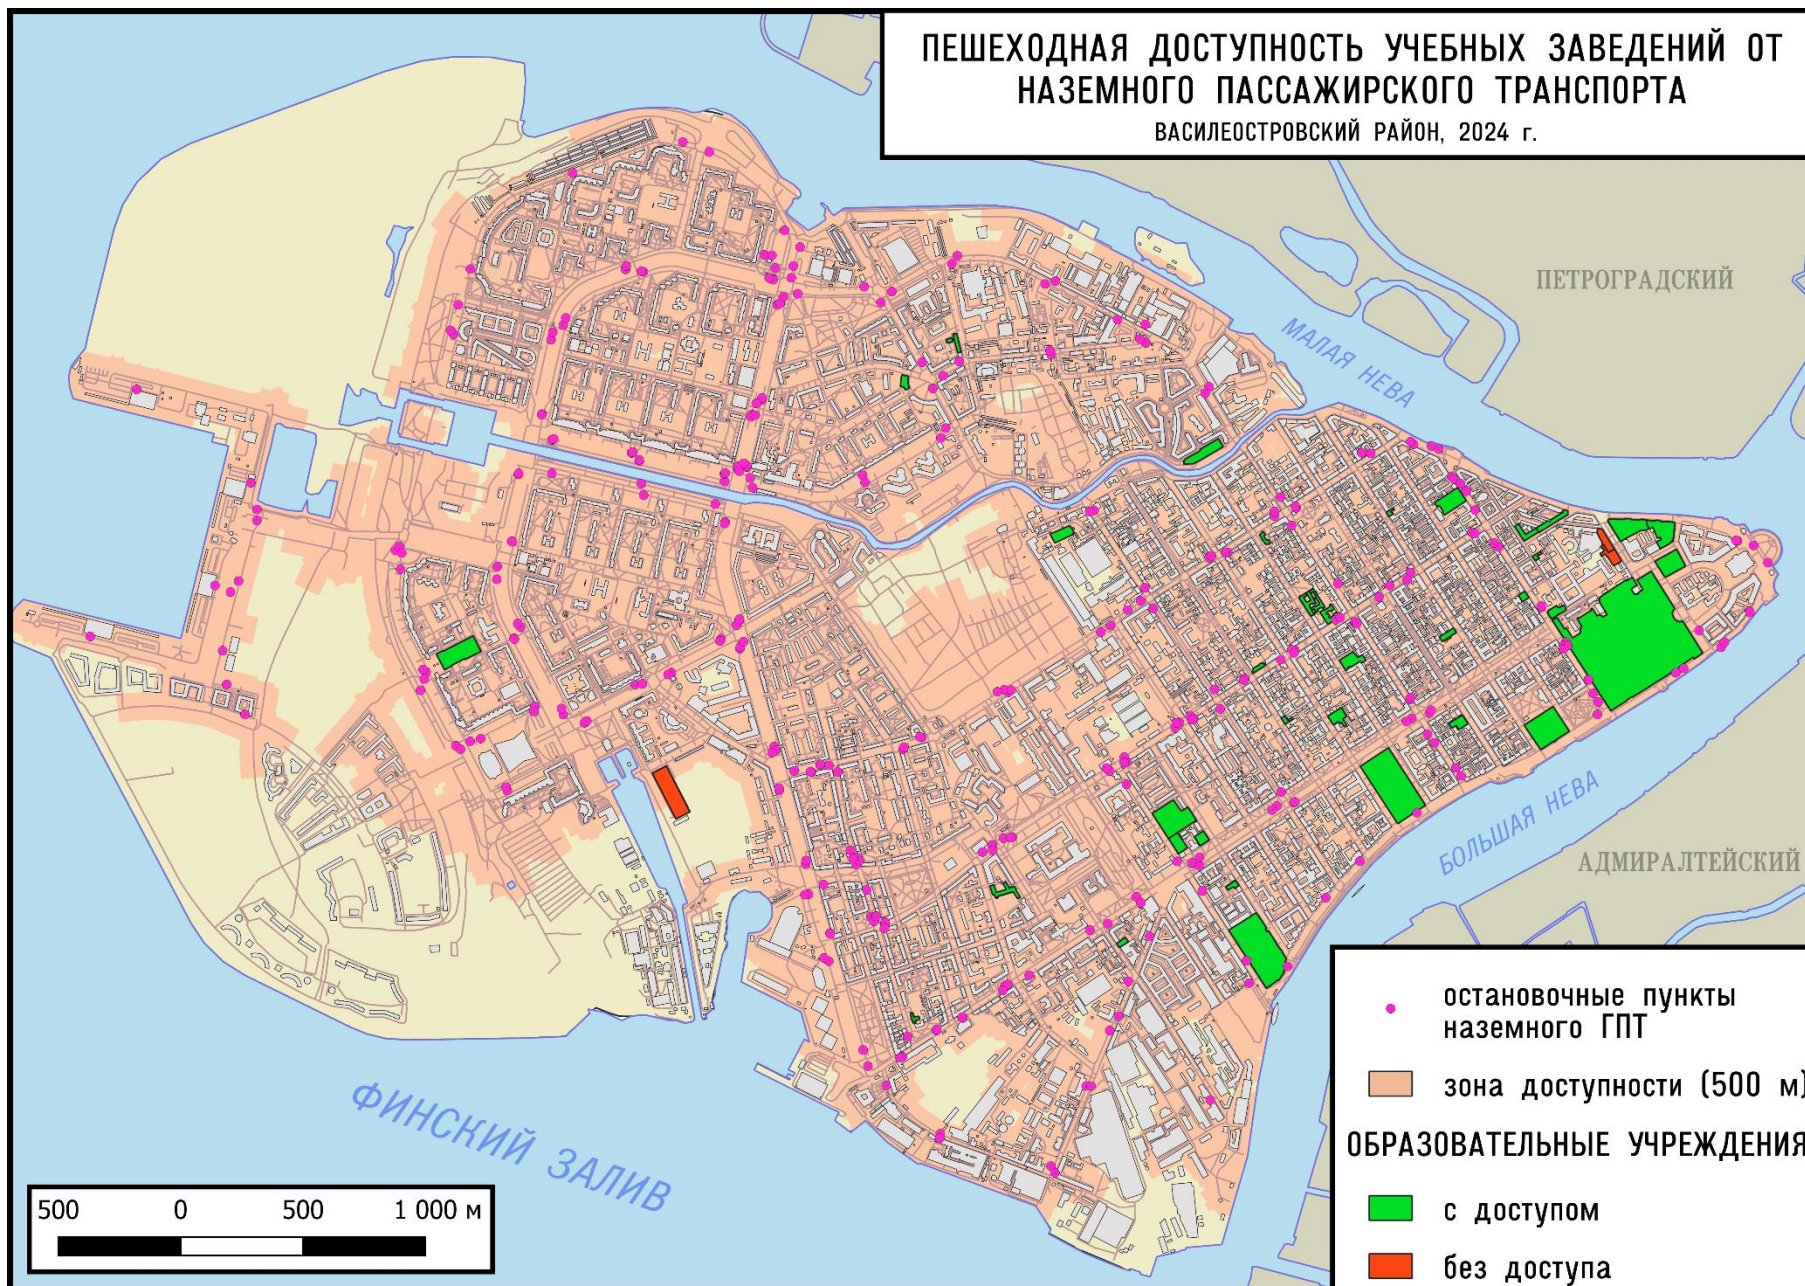 ПЕШЕХОДНАЯ ДОСТУПНОСТЬ УЧЕБНЫХ ЗАВЕДЕНИЙ ОТ
НАЗЕМНОГО ПАССАЖИРСКОГО ТРАНСПОРТА
ВАСИЛЕОСТРОВСКИЙ РАЙОН, 2024 г.
ПЕТРОГРАДСКИЙ
МАЛАЯ НЕВА
БОЛЬШАЯ НЕВА
АДМИРАЛТЕЙСКИЙ
ФИНСКИЙ ЗАЛИВ
остановочные пункты
наземного ГПТ
зона доступности (500 м)
ОБРАЗОВАТЕЛЬНЫЕ УЧРЕЖДЕНИЯ
с доступом
без доступа
500 0 500 1 000 м